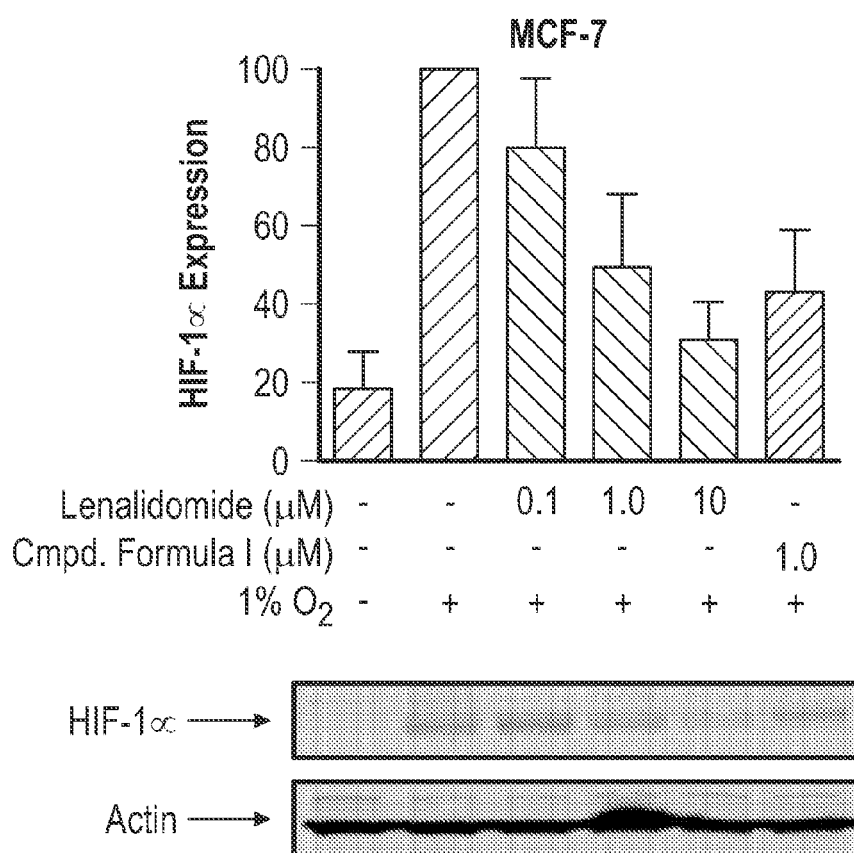 MCF-7
HIF-1∝ Expression
100
80
60
40
20
0
Lenalidomide (μM) - - 0.1 1.0 10 -
Cmpd. Formula I (μM) - - - - - 1.0
1% O₂ - + + + + +
HIF-1∝
Actin